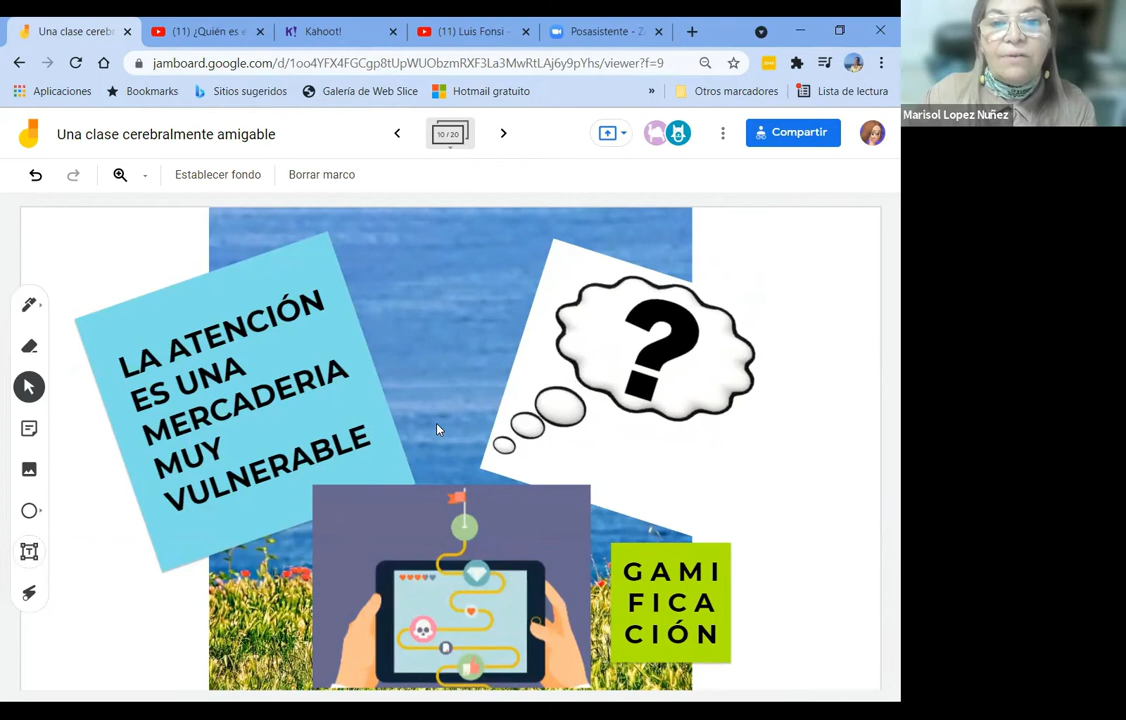 Una clase cereb
(11) ¿Quién es e
Kahoot!
(11) Luis Fonsi -
Posasistente - Z
jamboard.google.com/d/1oo4YFX4FGCgp8tUpWUObzmRXF3La3MwRtLAj6y9pYhs/viewer?f=9
Aplicaciones
Bookmarks
Sitios sugeridos
Galería de Web Slice
Hotmail gratuito
»
Otros marcadores
Lista de lectura
Marisol Lopez Nuñez
Una clase cerebralmente amigable
10 / 20
Compartir
Establecer fondo
Borrar marco
LA ATENCIÓN
ES UNA
MERCADERIA
MUY
VULNERABLE
?
GAMI
FICA
CIÓN